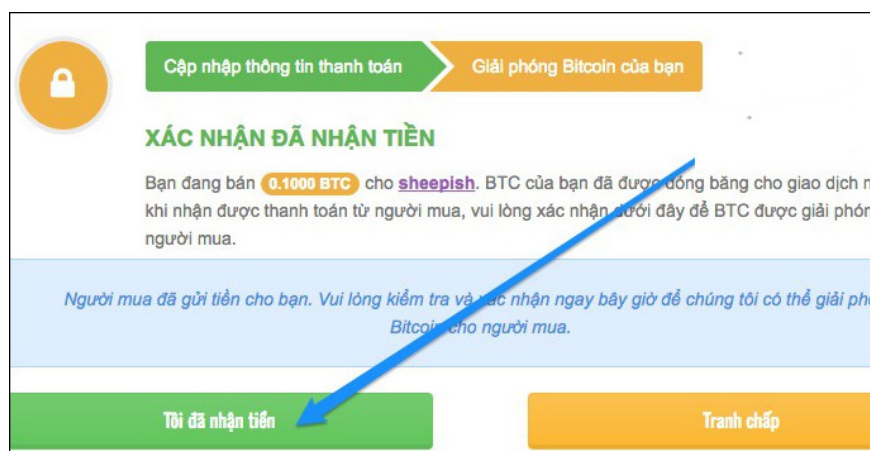 Cập nhập thông tin thanh toán Giải phóng Bitcoin của bạn
XÁC NHẬN ĐÃ NHẬN TIỀN
Bạn đang bán 0.1000 BTC cho sheepish. BTC của bạn đã được đóng băng cho giao dịch
khi nhận được thanh toán từ người mua, vui lòng xác nhận dưới đây để BTC được giải
người mua.
Người mua đã gửi tiền cho bạn. Vui lòng kiểm tra và xác nhận ngay bây giờ để chúng tôi có thể giải
Bitcoin cho người mua.
Tôi đã nhận tiền Tranh chấp